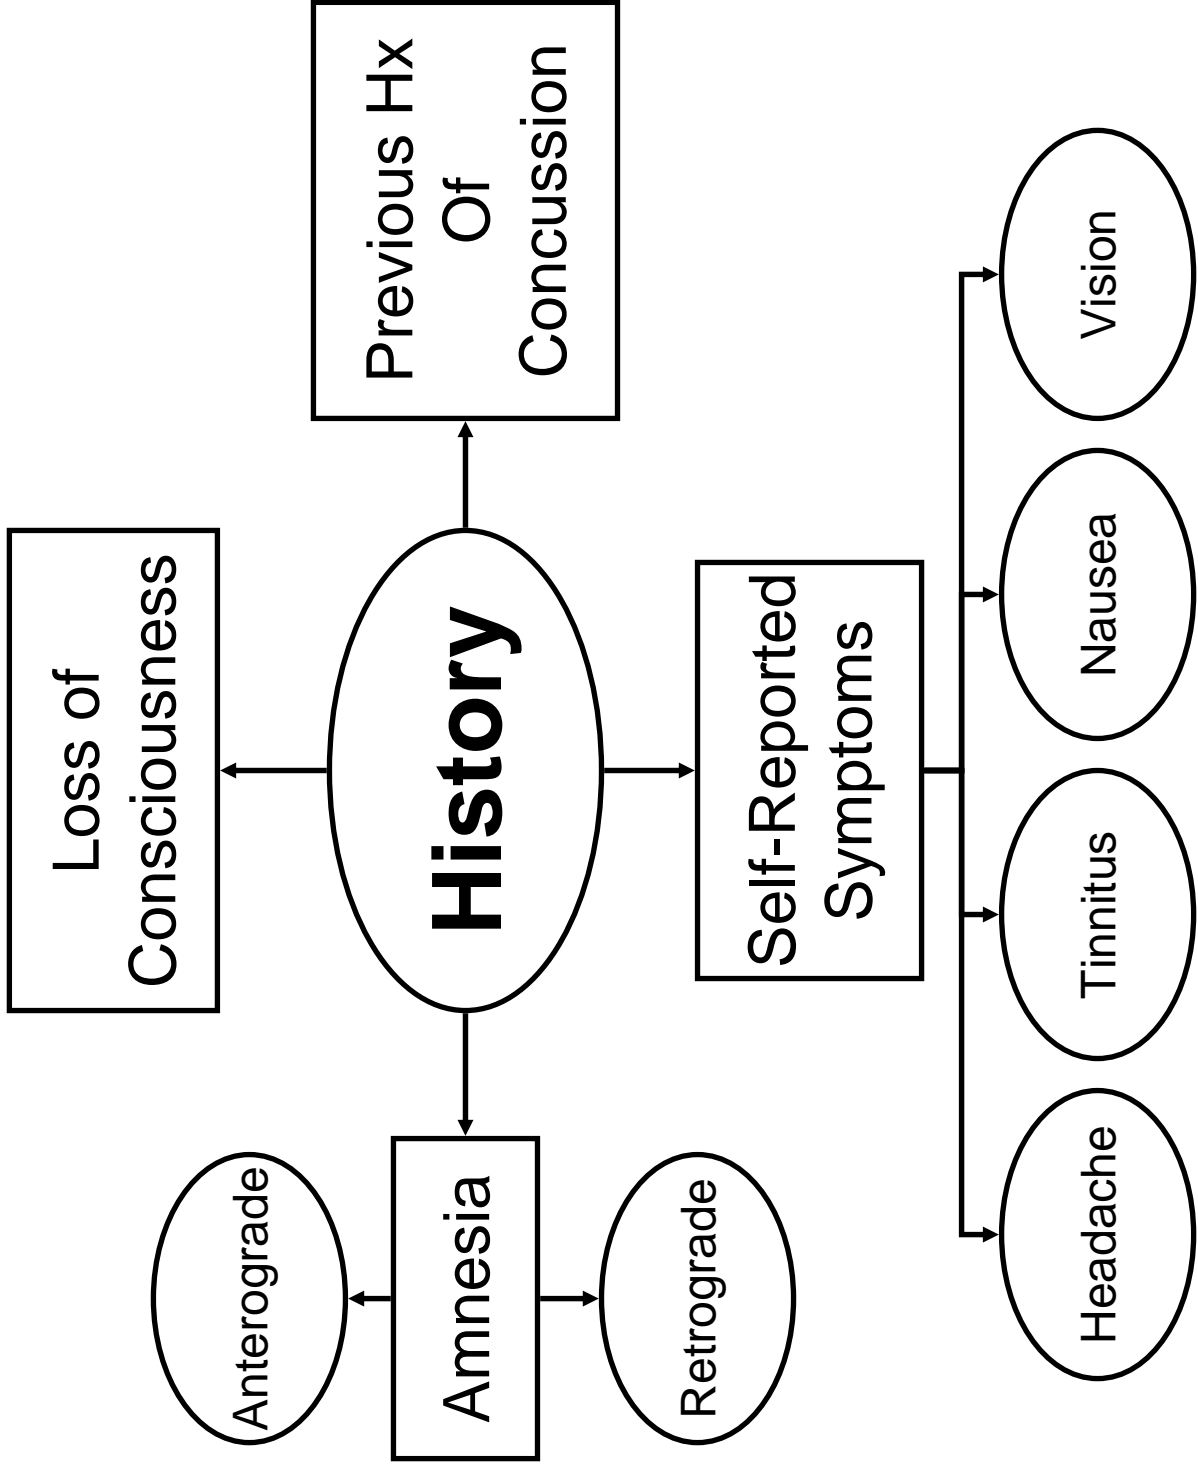 Loss of
Consciousness
Anterograde
Amnesia
Retrograde
History
Previous Hx
Of
Concussion
Self-Reported
Symptoms
Headache
Tinnitus
Nausea
Vision